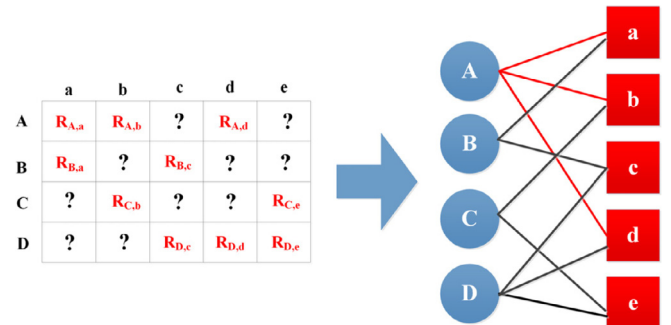 a b c d e
A R_A,a R_A,b ? R_A,d ?
B R_B,a ? R_B,c ? ?
C ? R_C,b ? ? R_C,e
D ? ? R_D,c R_D,d R_D,e
A
B
C
D
a
b
c
d
e